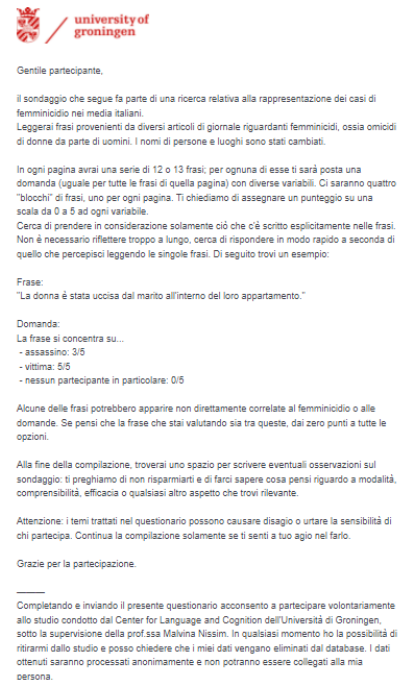 university of
groningen
Gentile partecipante,
il sondaggio che segue fa parte di una ricerca relativa alla rappresentazione dei casi di
femminicidio nei media italiani.
Leggerai frasi provenienti da diversi articoli di giornale riguardanti femminicidi, ossia omicidi
di donne da parte di uomini. I nomi di persone e luoghi sono stati cambiati.
In ogni pagina avrai una serie di 12 o 13 frasi; per ognuna di esse ti sarà posta una
domanda (uguale per tutte le frasi di quella pagina) con diverse variabili. Ci saranno quattro
"blocchi" di frasi, uno per ogni pagina. Ti chiediamo di assegnare un punteggio su una
scala da 0 a 5 ad ogni variabile.
Cerca di prendere in considerazione solamente ciò che c'è scritto esplicitamente nelle frasi.
Non è necessario riflettere troppo a lungo, cerca di rispondere in modo rapido a seconda di
quello che percepisci leggendo le singole frasi. Di seguito trovi un esempio:
Frase:
"La donna è stata uccisa dal marito all'interno del loro appartamento."
Domanda:
La frase si concentra su...
- assassino: 3/5
- vittima: 5/5
- nessun partecipante in particolare: 0/5
Alcune delle frasi potrebbero apparire non direttamente correlate al femminicidio o alle
domande. Se pensi che la frase che stai valutando sia tra queste, dai zero punti a tutte le
opzioni.
Alla fine della compilazione, troverai uno spazio per scrivere eventuali osservazioni sul
sondaggio: ti preghiamo di non risparmiarti e di farci sapere cosa pensi riguardo a modalità,
comprensibilità, efficacia o qualsiasi altro aspetto che trovi rilevante.
Attenzione: i temi trattati nel questionario possono causare disagio o urtare la sensibilità di
chi partecipa. Continua la compilazione solamente se ti senti a tuo agio nel farlo.
Grazie per la partecipazione.
Completando e inviando il presente questionario acconsento a partecipare volontariamente
allo studio condotto dal Center for Language and Cognition dell'Università di Groningen,
sotto la supervisione della prof.ssa Malvina Nissim. In qualsiasi momento ho la possibilità di
ritirarmi dallo studio e posso chiedere che i miei dati vengano eliminati dal database. I dati
ottenuti saranno processati anonimamente e non potranno essere collegati alla mia
persona.